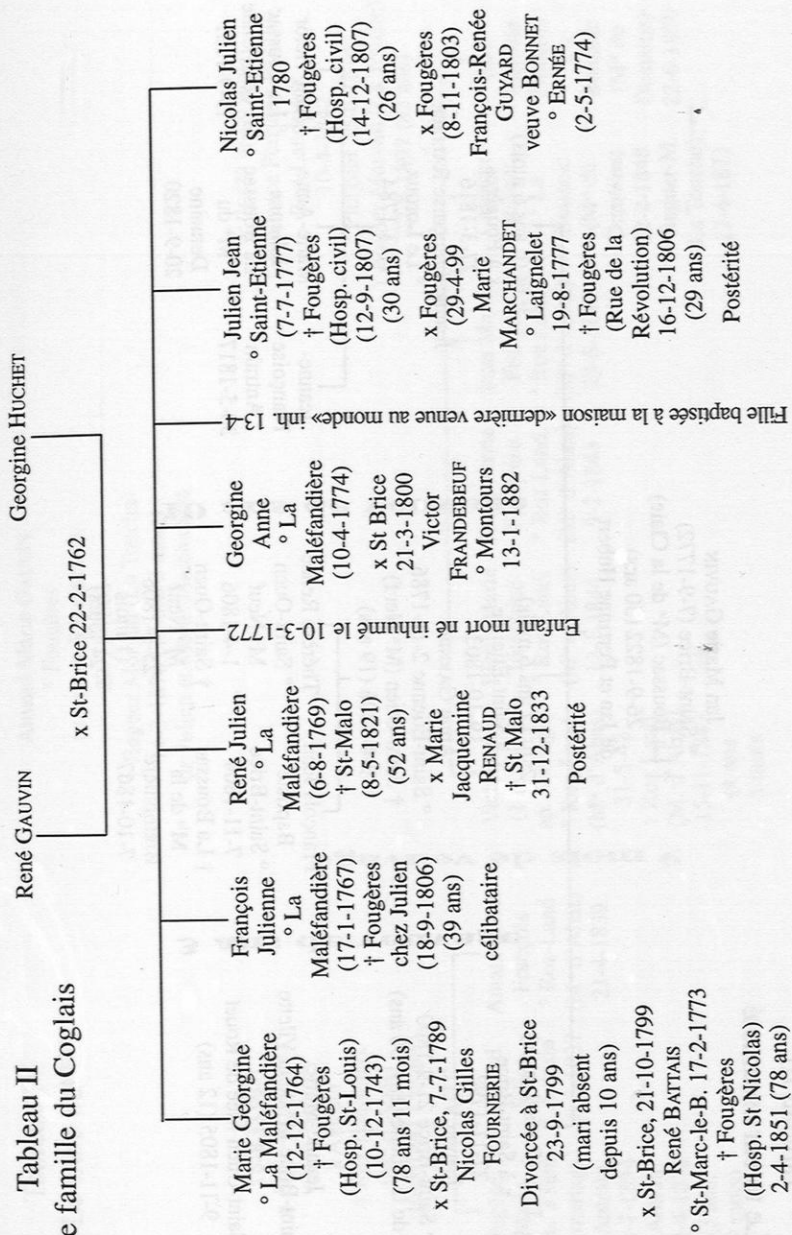 Tableau II
e famille du Coglais
René GAUVIN
Georgine HUCHET
x St-Brice 22-2-1762
Marie Georgine
° La Maléfandière
(12-12-1764)
† Fougères
(Hosp. St-Louis)
(10-12-1743)
(78 ans 11 mois)
x St-Brice, 7-7-1789
Nicolas Gilles
FOURNERIE
Divorcée à St-Brice
23-9-1799
(mari absent
depuis 10 ans)
x St-Brice, 21-10-1799
René BATTAIS
° St-Marc-le-B. 17-2-1773
† Fougères
(Hosp. St Nicolas)
2-4-1851 (78 ans)
François
Julienne
° La
Maléfandière
(17-1-1767)
† Fougères
chez Julien
(18-9-1806)
(39 ans)
célibataire
René Julien
° La
Maléfandière
(6-8-1769)
† St-Malo
(8-5-1821)
(52 ans)
x Marie
Jacquemine
RENAUD
† St Malo
31-12-1833
Postérité
Enfant mort né inhumé le 10-3-1772
Georgine
Anne
° La
Maléfandière
(10-4-1774)
x St Brice
21-3-1800
Victor
FRANDEBEUF
° Montours
13-1-1882
Fille baptisée à la maison «dernière venue au monde» inh. 13-4
Julien Jean
° Saint-Etienne
(7-7-1777)
† Fougères
(Hosp. civil)
(12-9-1807)
(30 ans)
x Fougères
(29-4-99)
Marie
MARCHANDET
° Laignelet
19-8-1777
† Fougères
(Rue de la
Révolution)
16-12-1806
(29 ans)
Postérité
Nicolas Julien
° Saint-Etienne
1780
† Fougères
(Hosp. civil)
(14-12-1807)
(26 ans)
x Fougères
(8-11-1803)
François-Renée
GUYARD
veuve BONNET
° ERNÉE
(2-5-1774)